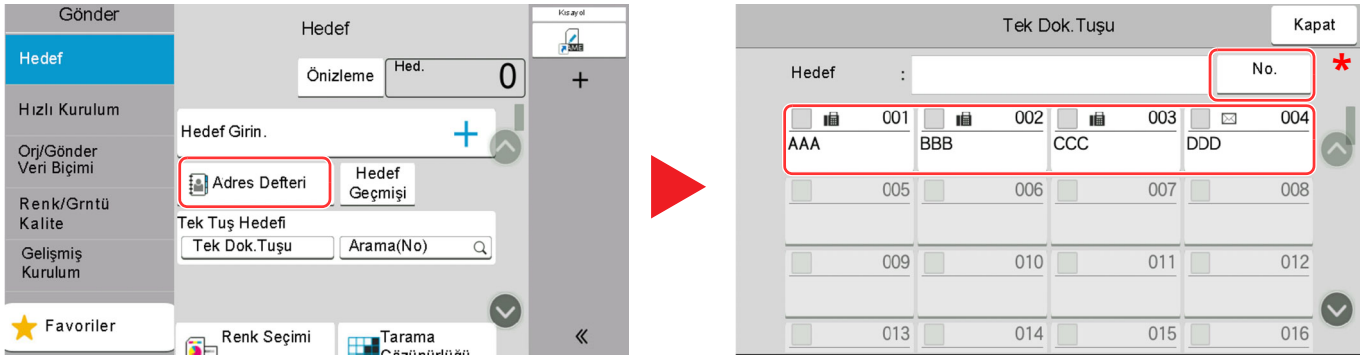 Gönder
Hedef
Hızlı Kurulum
Orj/Gönder
Veri Biçimi
Renk/Grntü
Kalite
Gelişmiş
Kurulum
Favoriler
Hedef
Önizleme
Hed.
0
Hedef Girin.
Adres Defteri
Hedef
Geçmişi
Tek Tuş Hedefi
Tek Dok.Tuşu
Arama(No)
Renk Seçimi
Tarama
Çözünürlüğü
Kısayol
Tek Dok.Tuşu
Kapat
Hedef :
No.
*
001 002 003 004
AAA BBB CCC DDD
005 006 007 008
009 010 011 012
013 014 015 016